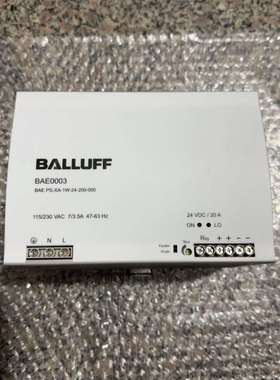 BALLUFF
BAE0003
BAE PS-XA-1W-24-200-000
115/230 VAC 7/3.5A 47-63 Hz
24 VDC / 20 A
ON LO
N L
+ + - -